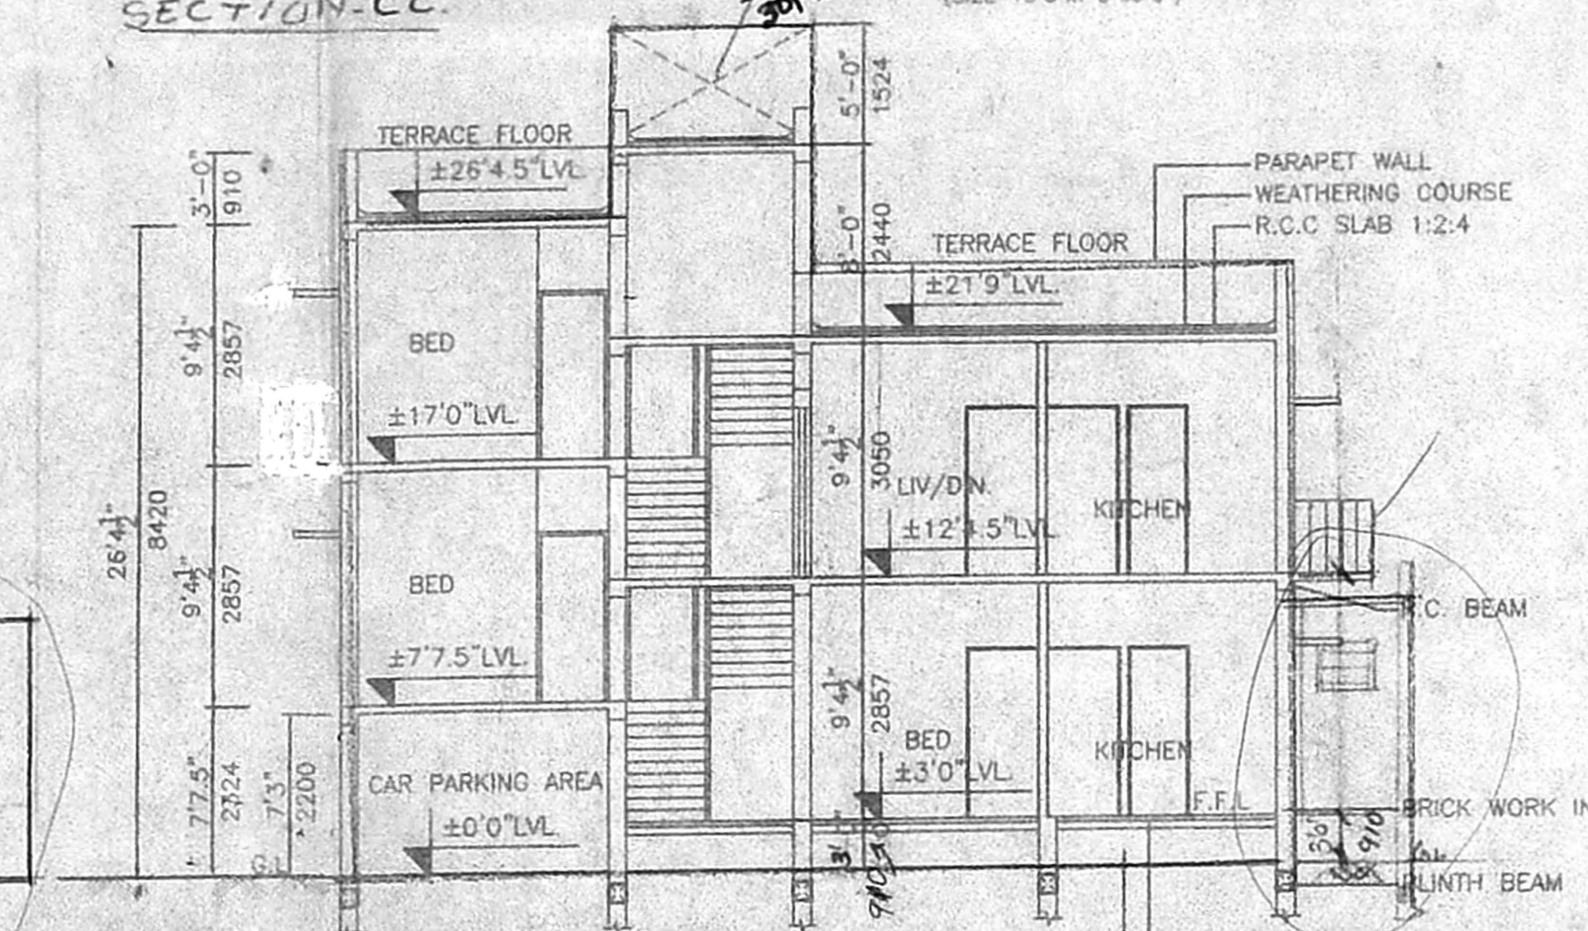 SECTION-CC.
5'-0"
1524
TERRACE FLOOR
±26'4.5"LVL.
3'-0"
910
PARAPET WALL
WEATHERING COURSE
R.C.C SLAB 1:2:4
8'-0"
2440
TERRACE FLOOR
±21'9"LVL.
BED
9'4½"
2857
±17'0"LVL.
9'4½"
3050
LIV/DIN.
KITCHEN
±12'4.5"LVL
26'4½"
8420
BED
9'4½"
2857
R.C. BEAM
±7'7.5"LVL.
9'4½"
2857
BED
KITCHEN
±3'0"LVL.
CAR PARKING AREA
7'7.5"
2324
7'3"
2200
F.F.L
BRICK WORK IN
±0'0"LVL
910
G.L
PLINTH BEAM